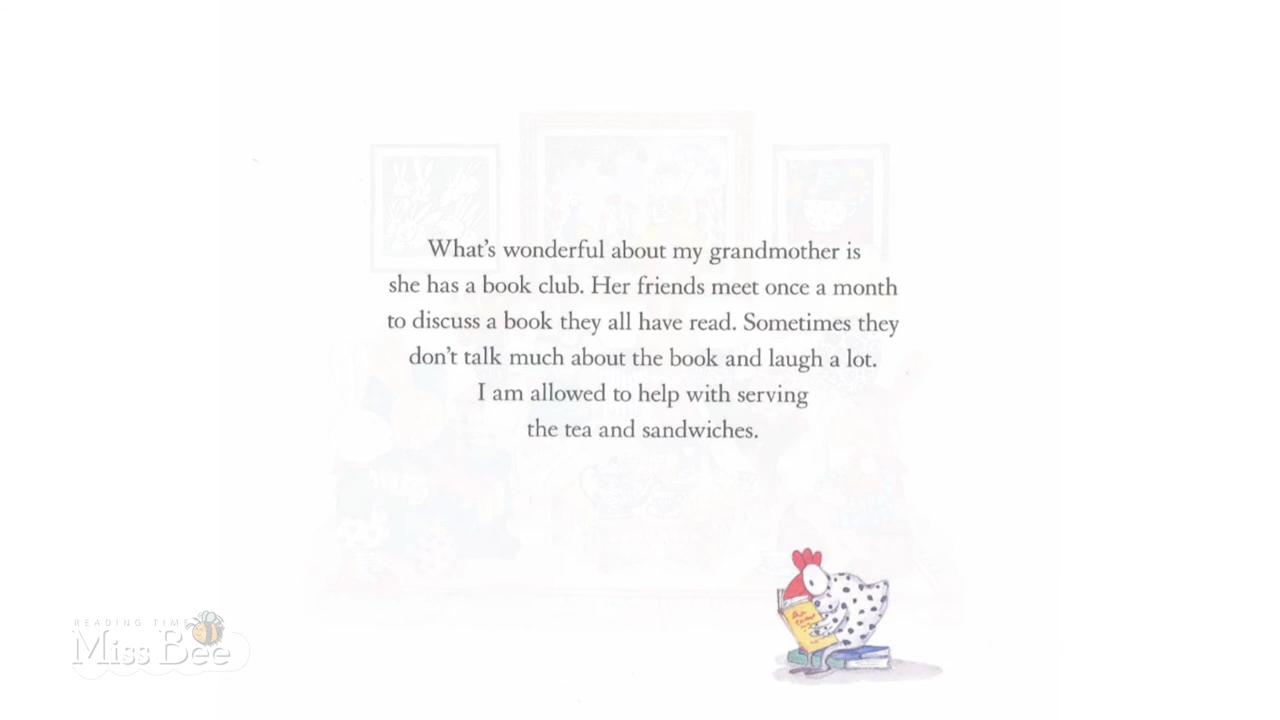 What's wonderful about my grandmother is
she has a book club. Her friends meet once a month
to discuss a book they all have read. Sometimes they
don't talk much about the book and laugh a lot.
I am allowed to help with serving
the tea and sandwiches.
READING TIME
Miss Bee